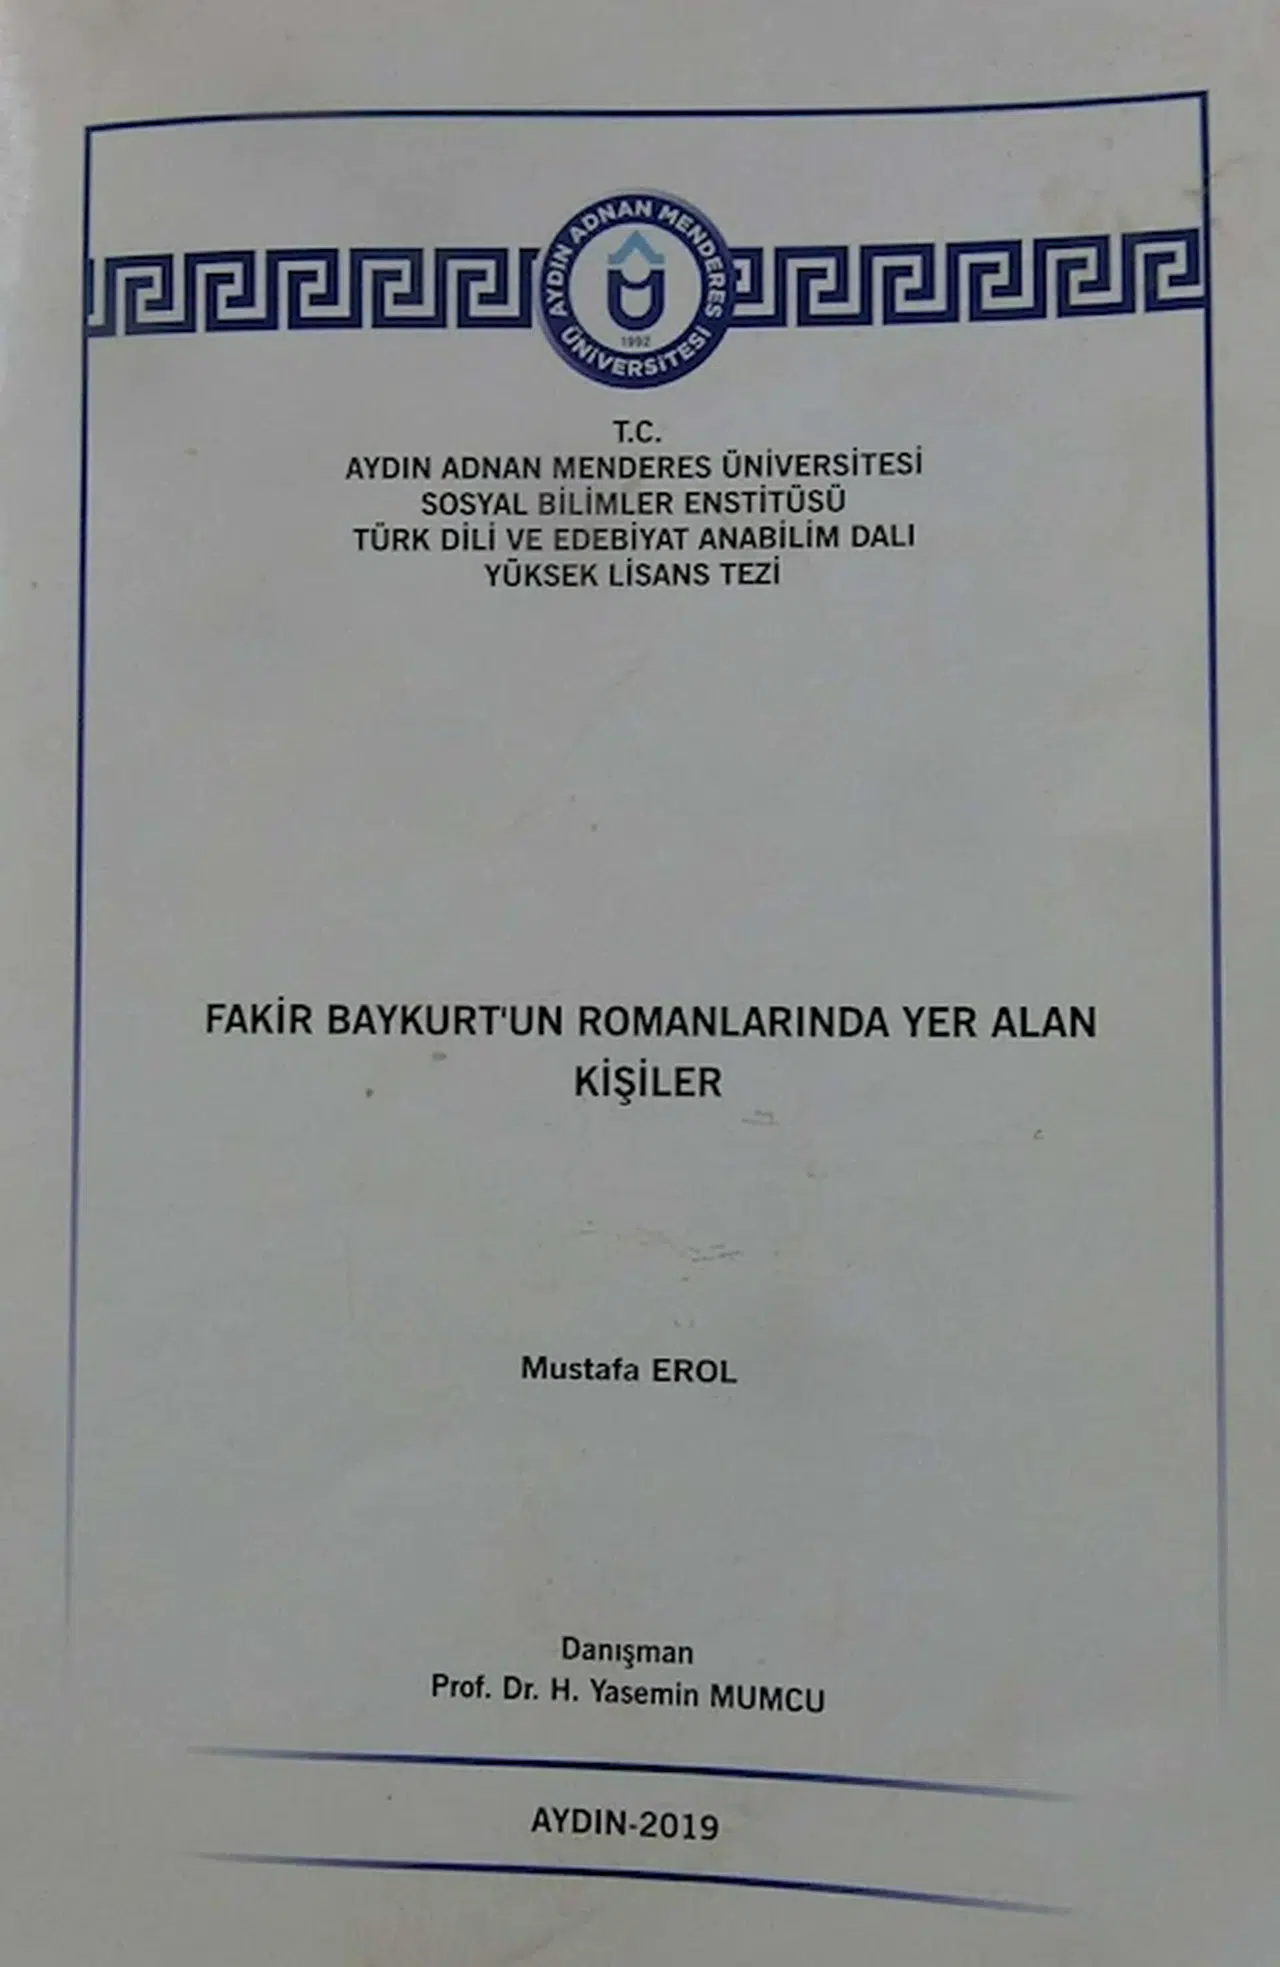 AYDIN ADNAN MENDERES
ÜNİVERSİTESİ
1992
T.C.
AYDIN ADNAN MENDERES ÜNİVERSİTESİ
SOSYAL BİLİMLER ENSTİTÜSÜ
TÜRK DİLİ VE EDEBİYAT ANABİLİM DALI
YÜKSEK LİSANS TEZİ
FAKİR BAYKURT'UN ROMANLARINDA YER ALAN
KİŞİLER
Mustafa EROL
Danışman
Prof. Dr. H. Yasemin MUMCU
AYDIN-2019